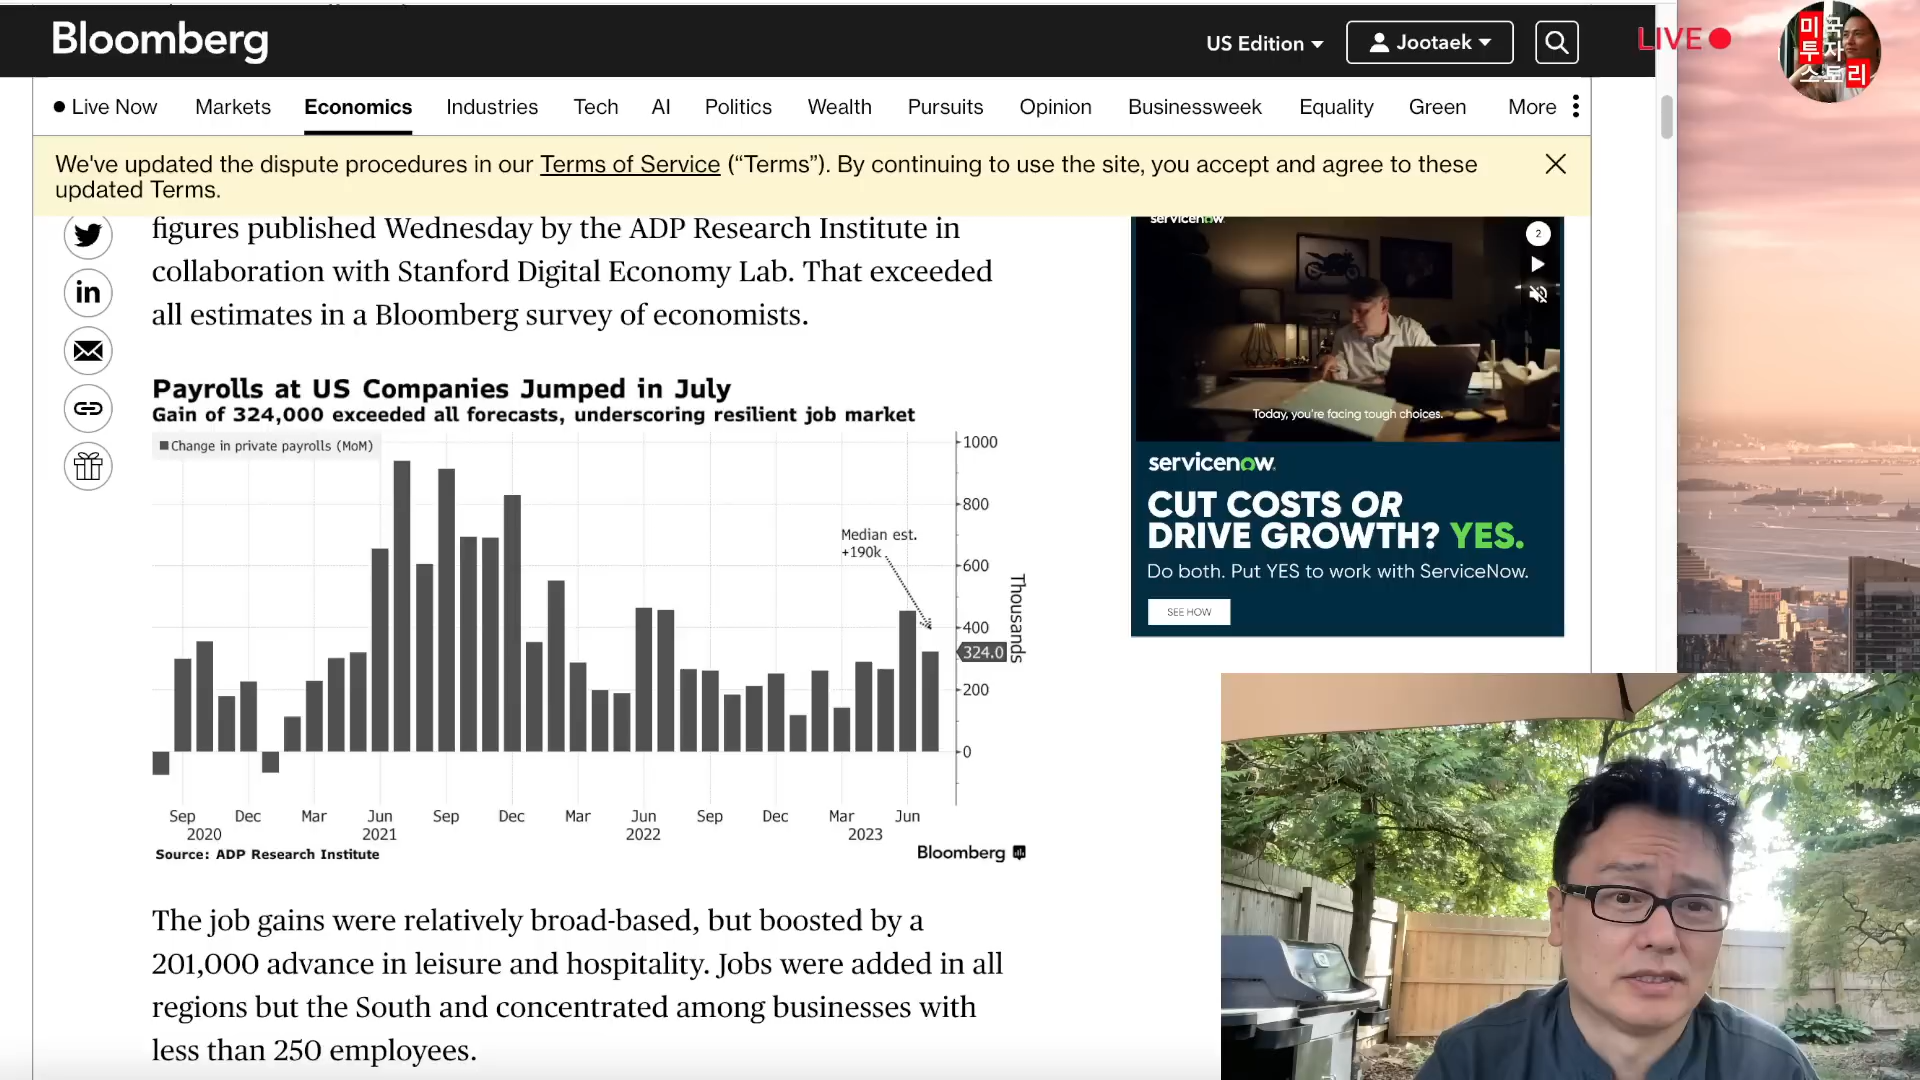 Bloomberg
US Edition
Jootaek
LIVE
미국
투자
스토리
Live Now
Markets
Economics
Industries
Tech
AI
Politics
Wealth
Pursuits
Opinion
Businessweek
Equality
Green
More
We've updated the dispute procedures in our Terms of Service (“Terms”). By continuing to use the site, you accept and agree to these
updated Terms.
figures published Wednesday by the ADP Research Institute in
collaboration with Stanford Digital Economy Lab. That exceeded
all estimates in a Bloomberg survey of economists.
Payrolls at US Companies Jumped in July
Gain of 324,000 exceeded all forecasts, underscoring resilient job market
Change in private payrolls (MoM)
1000
800
600
400
324.0
200
0
Thousands
Median est.
+190k
Sep Dec Mar Jun Sep Dec Mar Jun Sep Dec Mar Jun
2020 2021 2022 2023
Source: ADP Research Institute
Bloomberg
The job gains were relatively broad-based, but boosted by a
201,000 advance in leisure and hospitality. Jobs were added in all
regions but the South and concentrated among businesses with
less than 250 employees.
servicenow
2
Today, you're facing tough choices.
servicenow.
CUT COSTS OR
DRIVE GROWTH? YES.
Do both. Put YES to work with ServiceNow.
SEE HOW